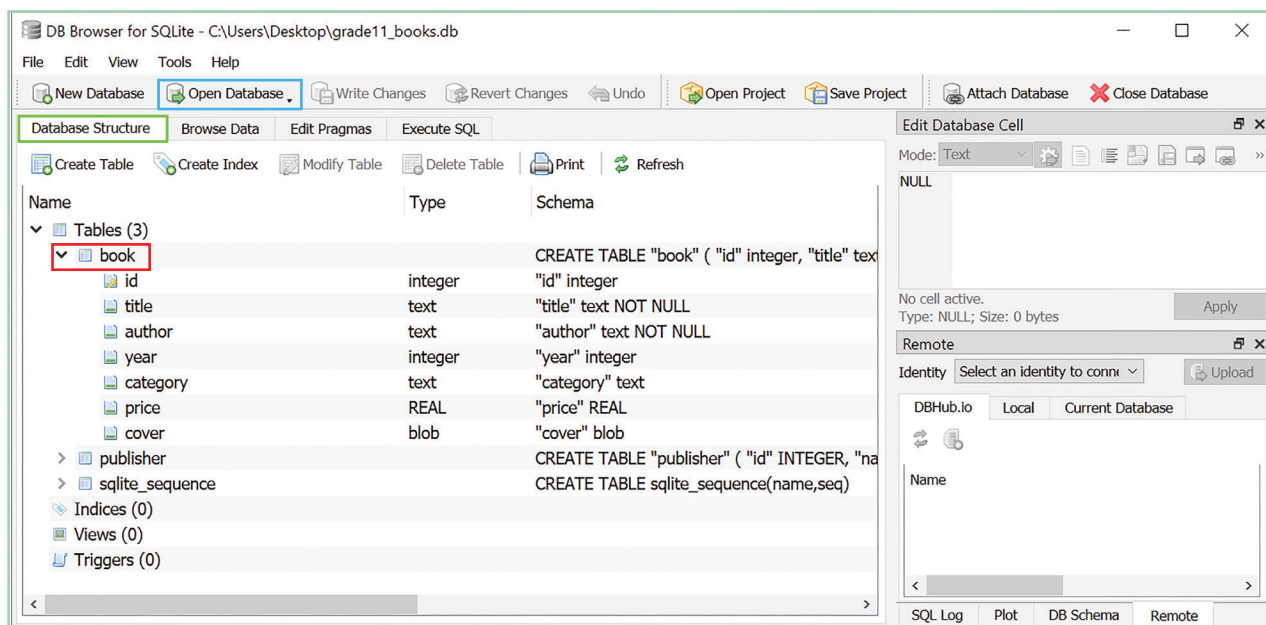 DB Browser for SQLite - C:\Users\Desktop\grade11_books.db
File Edit View Tools Help
New Database Open Database Write Changes Revert Changes Undo Open Project Save Project Attach Database Close Database
Database Structure Browse Data Edit Pragmas Execute SQL
Create Table Create Index Modify Table Delete Table Print Refresh
Name Type Schema
Tables (3)
book CREATE TABLE "book" ( "id" integer, "title" text
id integer "id" integer
title text "title" text NOT NULL
author text "author" text NOT NULL
year integer "year" integer
category text "category" text
price REAL "price" REAL
cover blob "cover" blob
publisher CREATE TABLE "publisher" ( "id" INTEGER, "na
sqlite_sequence CREATE TABLE sqlite_sequence(name,seq)
Indices (0)
Views (0)
Triggers (0)
Edit Database Cell
Mode: Text
NULL
No cell active.
Type: NULL; Size: 0 bytes
Apply
Remote
Identity Select an identity to conne Upload
DBHub.io Local Current Database
Name
SQL Log Plot DB Schema Remote